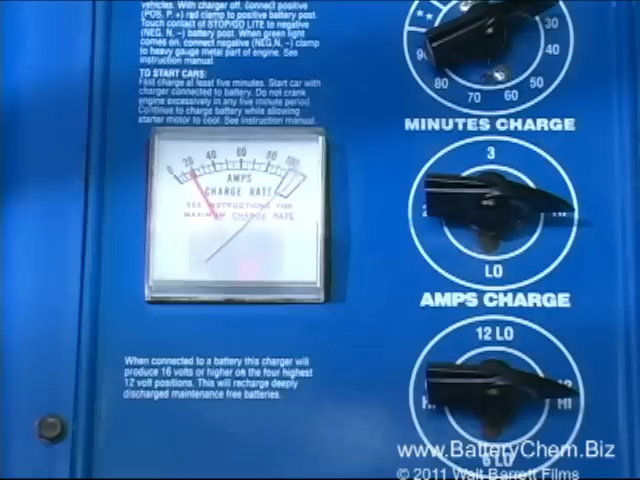 vehicles. With charger off, connect positive
(POS, P, +) red clamp to positive battery post.
Touch contact of STOP/GO LITE to negative
(NEG, N, -) battery post. When green light
comes on, connect negative (NEG,N, -) clamp
to heavy gauge metal part of engine. See
instruction manual.
TO START CARS:
Fast charge at least five minutes. Start car with
charger connected to battery. Do not crank
engine excessively in any five minute period.
Continue to charge battery while allowing
starter motor to cool. See instruction manual.
0 20 40 60 80 100
AMPS
CHARGE RATE
SEE INSTRUCTIONS FOR
MAXIMUM CHARGE RATE
When connected to a battery this charger will
produce 16 volts or higher on the four highest
12 volt positions. This will recharge deeply
discharged maintenance free batteries.
30
40
50
60
70
80
MINUTES CHARGE
3
2
HI
LO
AMPS CHARGE
12 LO
12
HI
6 LO
www.BatteryChem.Biz
© 2011 Walt Barrett Films